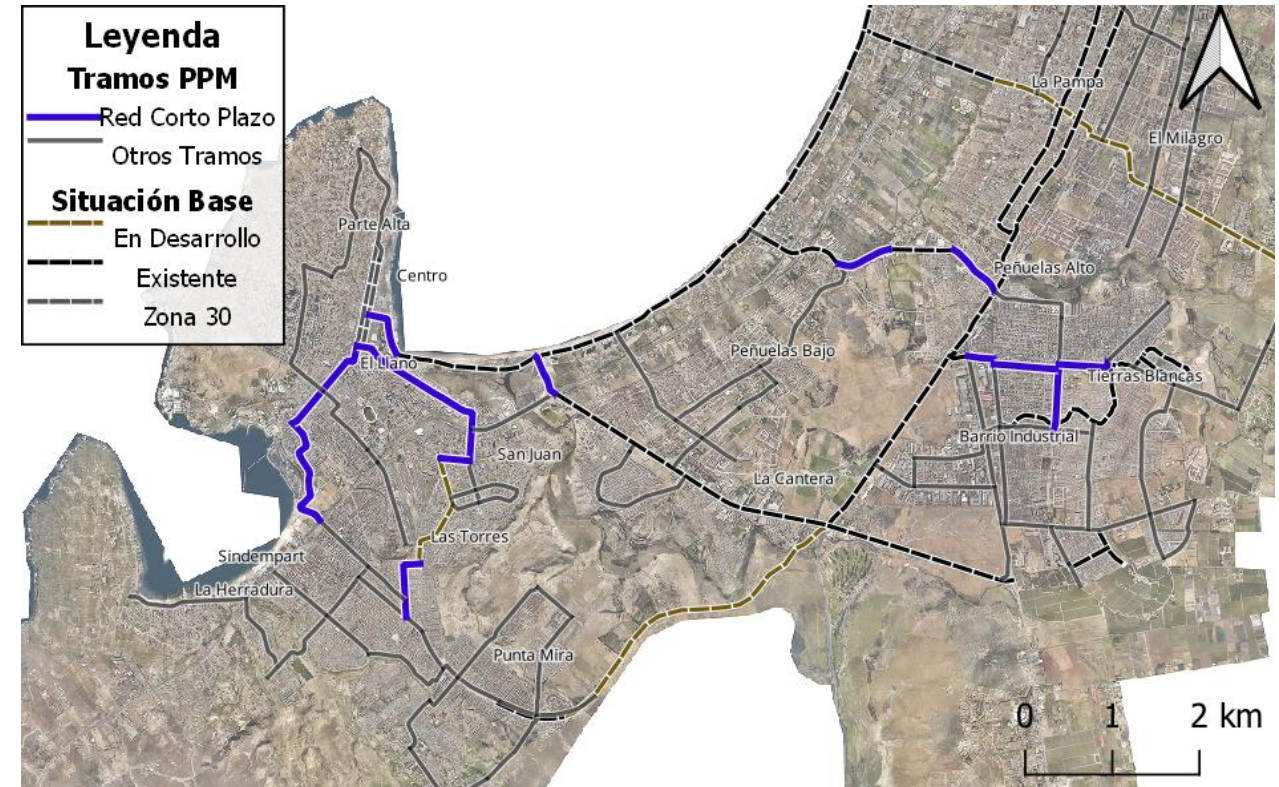 Leyenda
Tramos PPM
Red Corto Plazo
Otros Tramos
Situación Base
En Desarrollo
Existente
Zona 30
La Pampa
El Milagro
Parte Alta
Centro
Peñuelas Alto
El Llano
Peñuelas Bajo
Tierras Blancas
Barrio Industrial
San Juan
La Cantera
Las Torres
Sindempart
La Herradura
Punta Mira
0 1 2 km